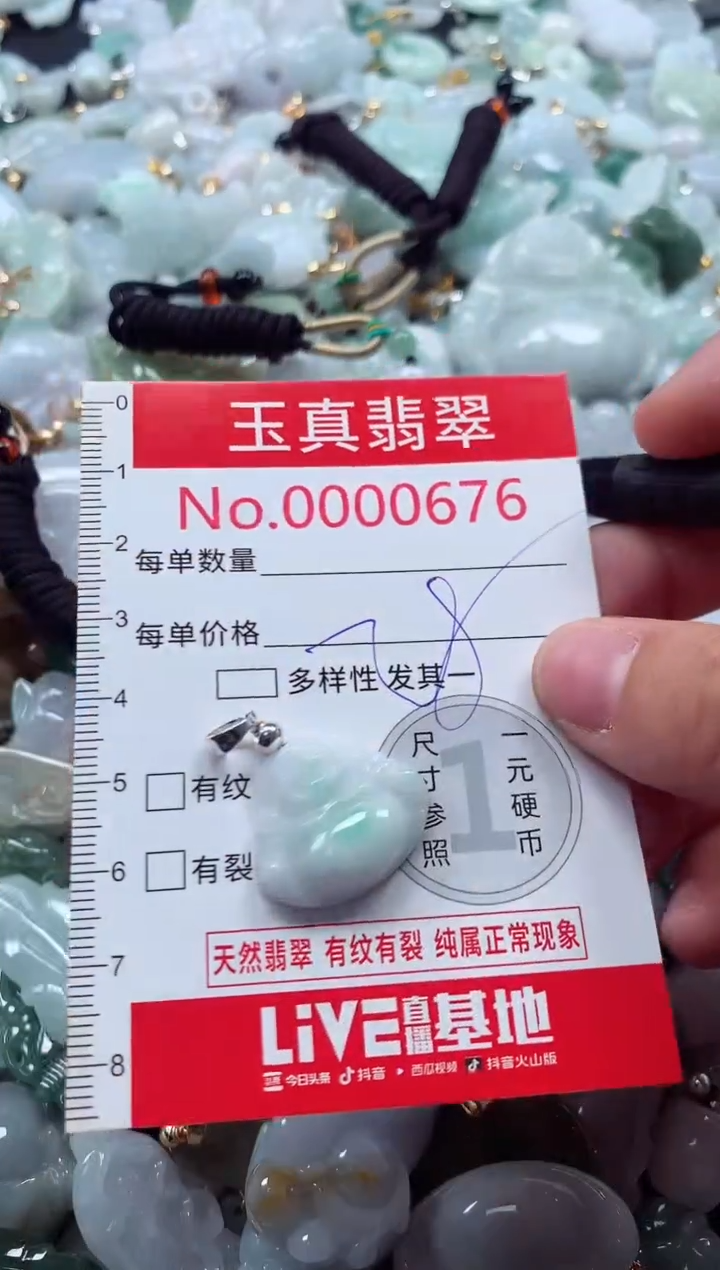 玉真翡翠
No.0000676
每单数量
每单价格
多样性 发其一
有纹
有裂
尺寸参照
1
一元硬币
天然翡翠 有纹有裂 纯属正常现象
LiVE直播基地
今日头条 抖音 西瓜视频 抖音火山版
0
1
2
3
4
5
6
7
8